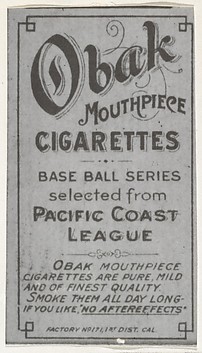 Obak
MOUTHPIECE
CIGARETTES
BASE BALL SERIES
selected from
PACIFIC COAST
LEAGUE
OBAK MOUTHPIECE
CIGARETTES ARE PURE, MILD
AND OF FINEST QUALITY.
SMOKE THEM ALL DAY LONG-
IF YOU LIKE, "NO AFTEREFFECTS"
FACTORY NO 171, 1ST DIST. CAL.